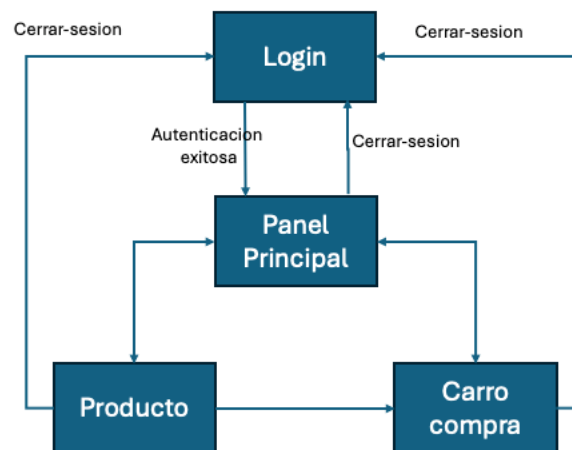 Cerrar-sesion
Login
Cerrar-sesion
Autenticacion
exitosa
Cerrar-sesion
Panel
Principal
Producto
Carro
compra